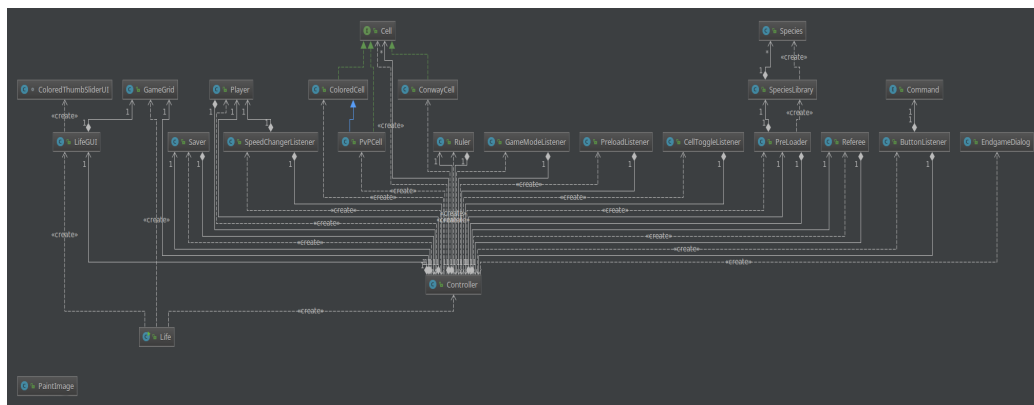 Cell
Species
«create»
ColoredThumbSliderUI
GameGrid
Player
ColoredCell
ConwayCell
SpeciesLibrary
Command
«create»
LifeGUI
Saver
SpeedChangerListener
PvPCell
Ruler
GameModeListener
PreloadListener
CellToggleListener
PreLoader
Referee
ButtonListener
EndgameDialog
«create»
«create»
«create»
«create»
«create»
«create»
«create»
«create»
«create»
«create»
«create»
«create»
Controller
«create»
Life
PaintImage